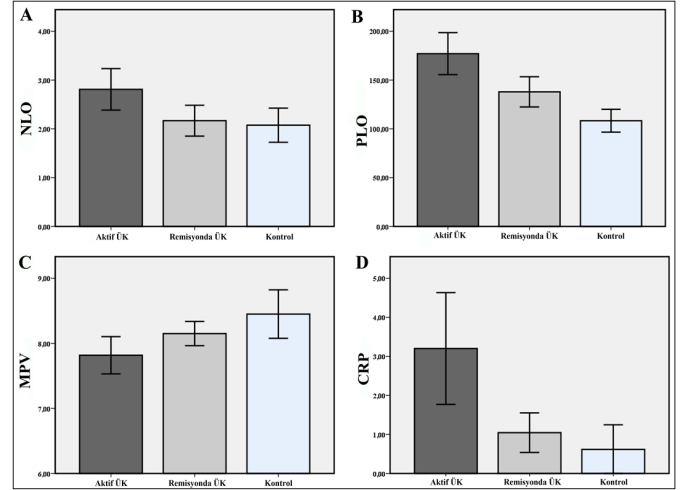 A
NLO
4,00
3,00
2,00
1,00
0,00
Aktif ÜK Remisyonda ÜK Kontrol
B
PLO
200,00
150,00
100,00
50,00
0,00
Aktif ÜK Remisyonda ÜK Kontrol
C
MPV
9,00
8,00
7,00
6,00
Aktif ÜK Remisyonda ÜK Kontrol
D
CRP
5,00
4,00
3,00
2,00
1,00
0,00
Aktif ÜK Remisyonda ÜK Kontrol